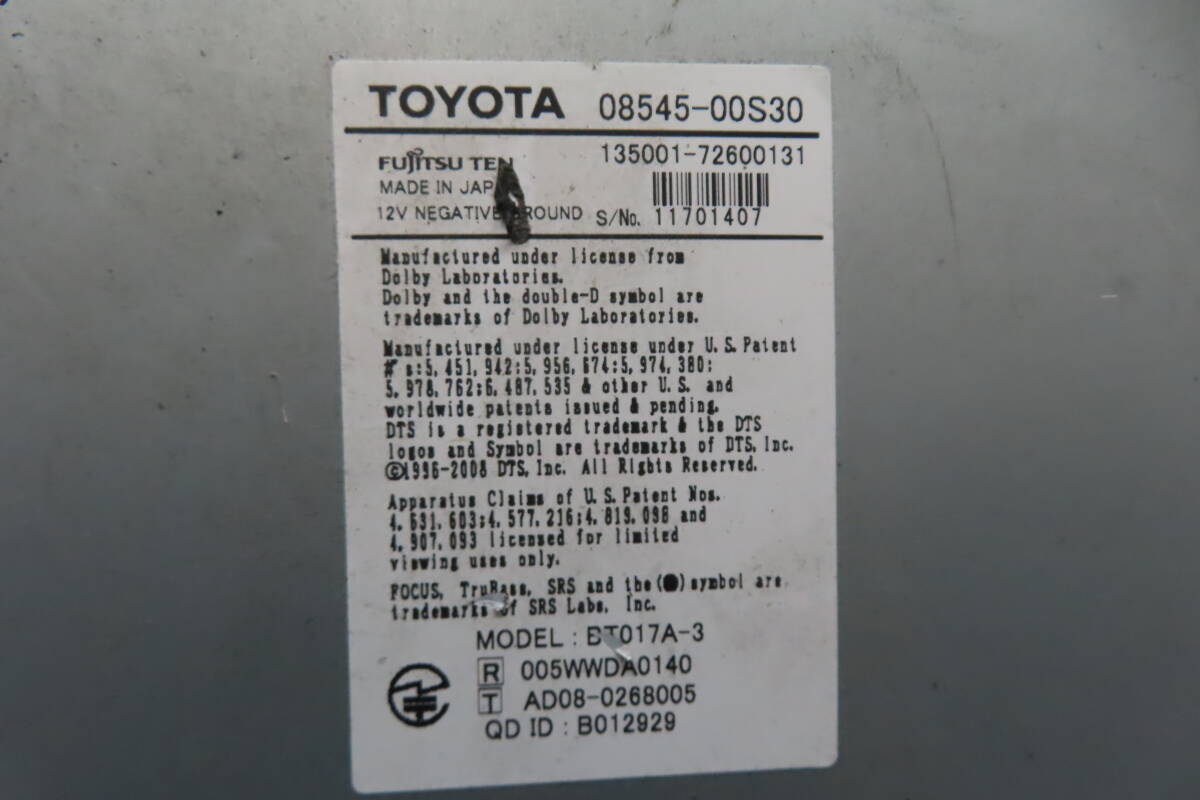 TOYOTA 08545-00S30
FUJITSU TEN 135001-72600131
MADE IN JAP
12V NEGATIVE GROUND S/No. 11701407
Manufactured under license from
Dolby Laboratories.
Dolby and the double-D symbol are
trademarks of Dolby Laboratories.
Manufactured under license under U.S. Patent
#'s:5,451,942;5,956,674;5,974,380;
5,978,762;6,487,535 & other U.S. and
worldwide patents issued & pending.
DTS is a registered trademark & the DTS
logos and Symbol are trademarks of DTS, Inc.
©1996-2008 DTS, Inc. All Rights Reserved.
Apparatus Claims of U.S. Patent Nos.
4,631,603;4,577,216;4,819,098 and
4,907,093 licensed for limited
viewing uses only.
FOCUS, TruBass, SRS and the (●) symbol are
trademarks of SRS Labs, Inc.
MODEL : BT017A-3
R 005WWDA0140
T AD08-0268005
QD ID : B012929